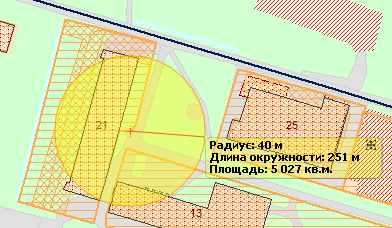 21
25
Радиус: 40 м
Длина окружности: 251 м
Площадь: 5 027 кв.м.
13